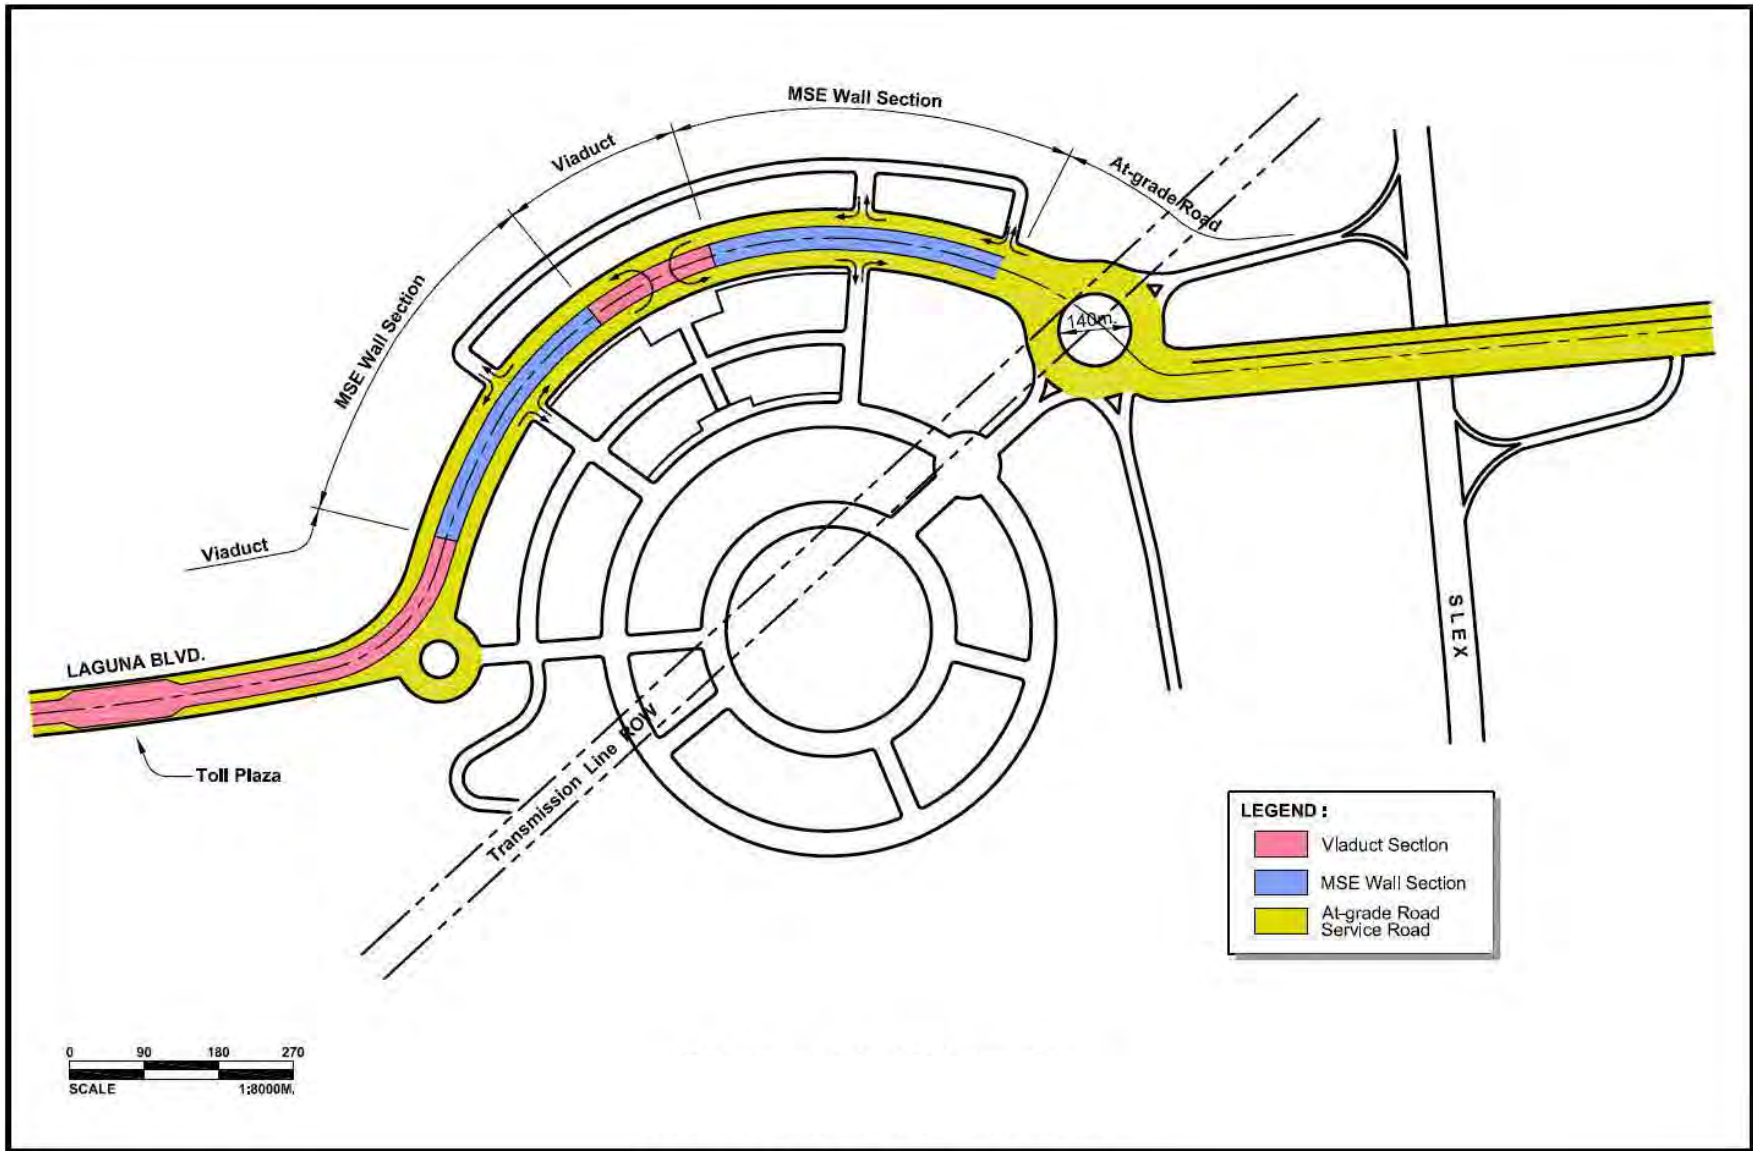 MSE Wall Section
Viaduct
At-grade Road
MSE Wall Section
140m.
Viaduct
LAGUNA BLVD.
Toll Plaza
Transmission Line ROW
SLEX
LEGEND :
Viaduct Section
MSE Wall Section
At-grade Road
Service Road
0 90 180 270
SCALE 1:8000M.